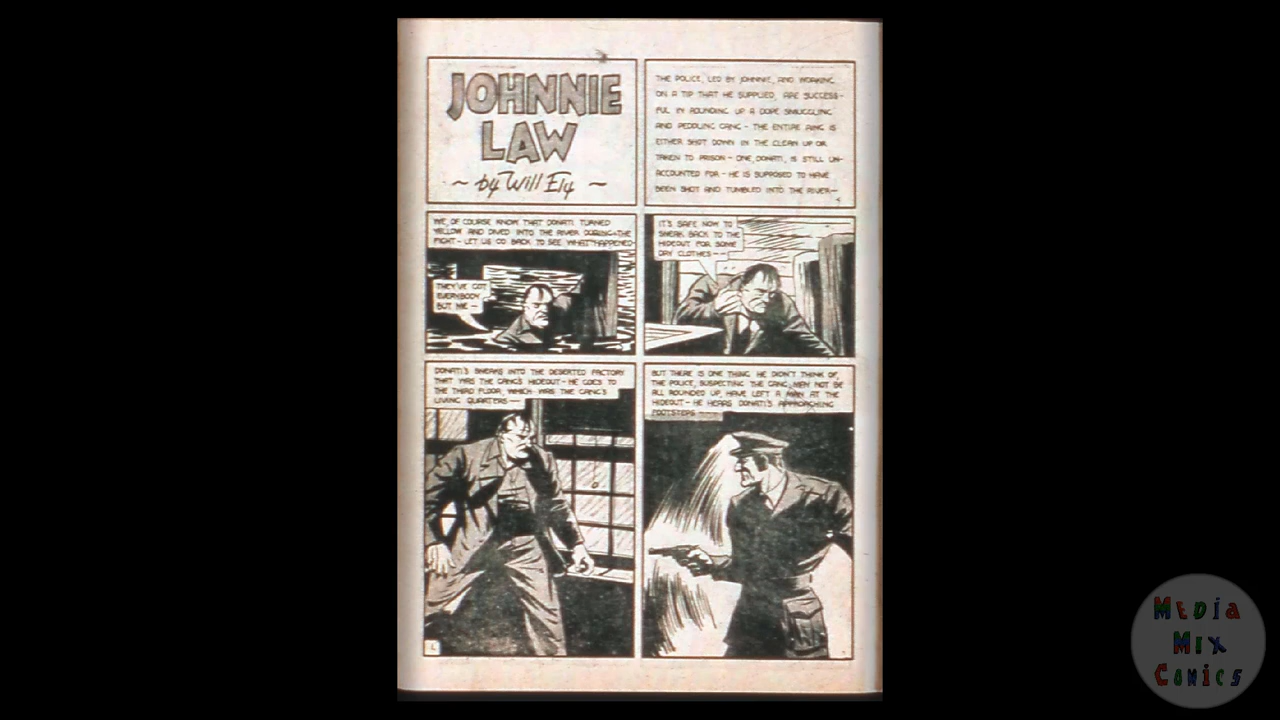 JOHNNIE
LAW
~ by Will Ely ~
THE POLICE, LED BY JOHNNIE, AND WORKING
ON A TIP THAT HE SUPPLIED, ARE SUCCESS-
FUL IN ROUNDING UP A DOPE SMUGGLING
AND PEDDLING GANG - THE ENTIRE RING IS
EITHER SHOT DOWN IN THE CLEAN UP OR
TAKEN TO PRISON - ONE, DONATI, IS STILL UN-
ACCOUNTED FOR - HE IS SUPPOSED TO HAVE
BEEN SHOT AND TUMBLED INTO THE RIVER—
WE, OF COURSE KNOW THAT DONATI TURNED
YELLOW AND DIVED INTO THE RIVER DURING THE
FIGHT - LET US GO BACK TO SEE WHAT HAPPENED
THEY'VE GOT
EVERYBODY
BUT ME —
IT'S SAFE NOW TO
SNEAK BACK TO THE
HIDEOUT FOR SOME
DRY CLOTHES - -
DONATI'S SNEAKS INTO THE DESERTED FACTORY
THAT WAS THE GANG'S HIDEOUT - HE GOES TO
THE THIRD FLOOR, WHICH WAS THE GANG'S
LIVING QUARTERS —
BUT THERE IS ONE THING HE DIDN'T THINK OF,
THE POLICE, SUSPECTING THE GANG MAY NOT BE
ALL ROUNDED UP, HAVE LEFT A MAN AT THE
HIDEOUT - HE HEARS DONATI'S APPROACHING
FOOTSTEPS
MEDIA
MIX
COMICS